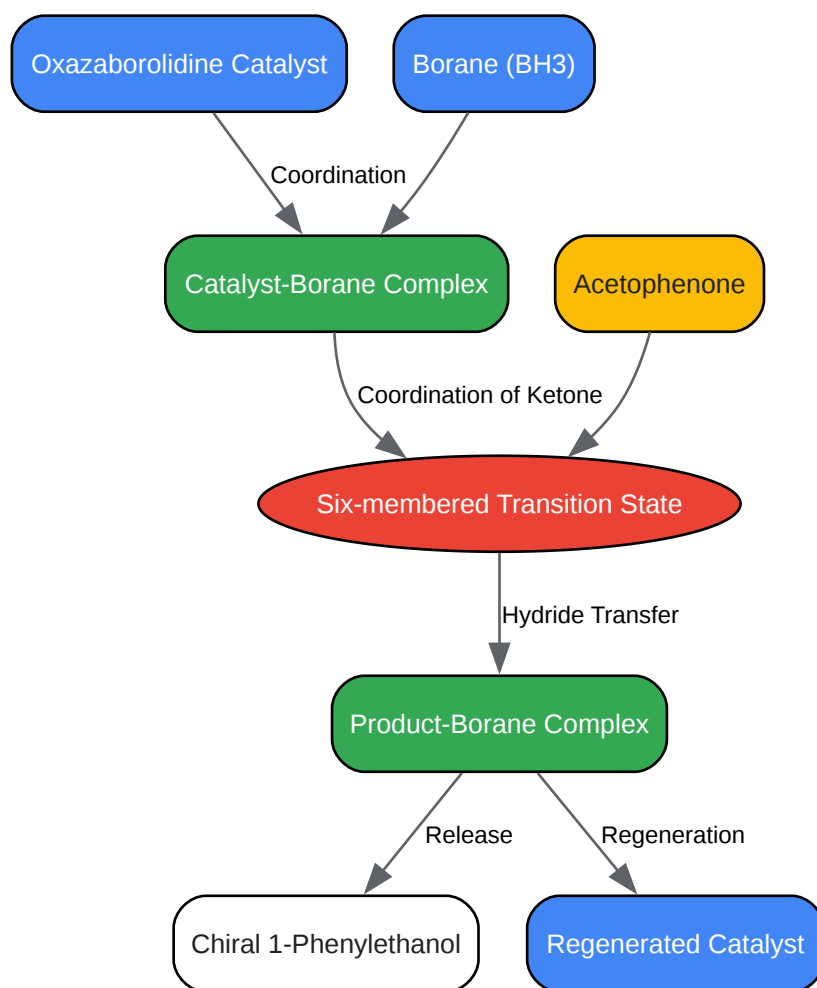 Oxazaborolidine Catalyst
Borane (BH3)
Coordination
Catalyst-Borane Complex
Acetophenone
Coordination of Ketone
Six-membered Transition State
Hydride Transfer
Product-Borane Complex
Release
Regeneration
Chiral 1-Phenylethanol
Regenerated Catalyst